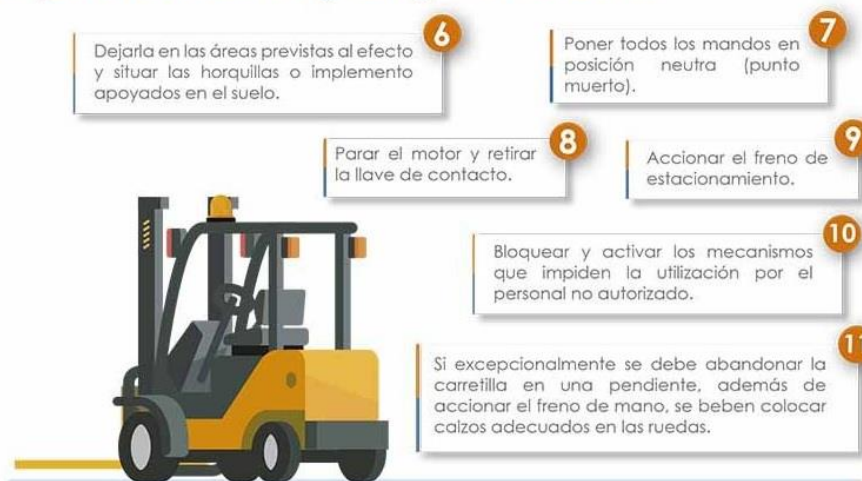 6
Dejarla en las áreas previstas al efecto
y situar las horquillas o implemento
apoyados en el suelo.
7
Poner todos los mandos en
posición neutra (punto
muerto).
8
Parar el motor y retirar
la llave de contacto.
9
Accionar el freno de
estacionamiento.
10
Bloquear y activar los mecanismos
que impiden la utilización por el
personal no autorizado.
11
Si excepcionalmente se debe abandonar la
carretilla en una pendiente, además de
accionar el freno de mano, se beben colocar
calzos adecuados en las ruedas.